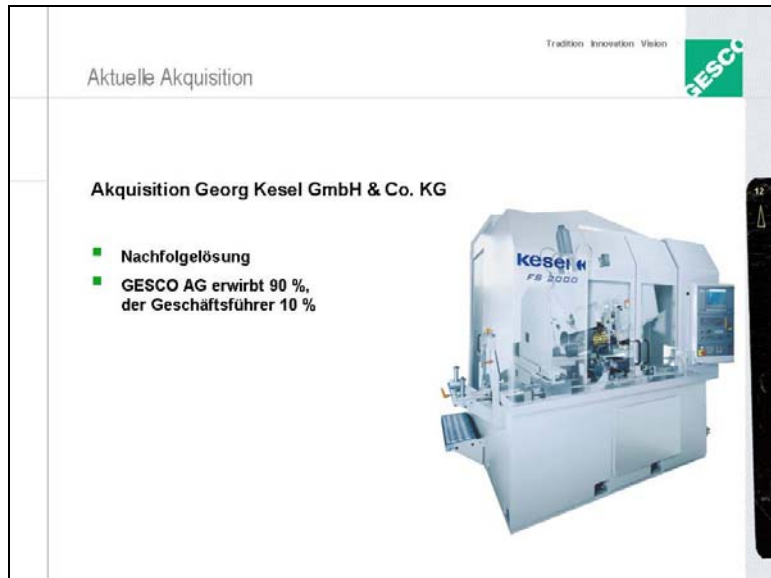 Tradition Innovation Vision
GESCO
Aktuelle Akquisition
Akquisition Georg Kesel GmbH & Co. KG
Nachfolgelösung
GESCO AG erwirbt 90 %,
der Geschäftsführer 10 %
Kesel
FS 2000
12